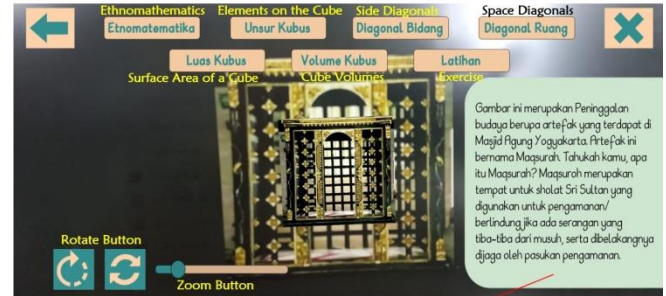 Ethnomathematics Elements on the Cube Side Diagonals Space Diagonals
Etnomatematika Unsur Kubus Diagonal Bidang Diagonal Ruang
Luas Kubus Volume Kubus Latihan
Surface Area of a Cube Cube Volumes Exercise
Gambar ini merupakan Peninggalan
budaya berupa artefak yang terdapat di
Masjid Agung Yogyakarta. Artefak ini
bernama Maqsurah. Tahukah kamu, apa
itu Maqsurah? Maqsuroh merupakan
tempat untuk sholat Sri Sultan yang
digunakan untuk pengamanan/
berlindung jika ada serangan yang
tiba-tiba dari musuh, serta dibelakangnya
dijaga oleh pasukan pengamanan.
Rotate Button
Zoom Button